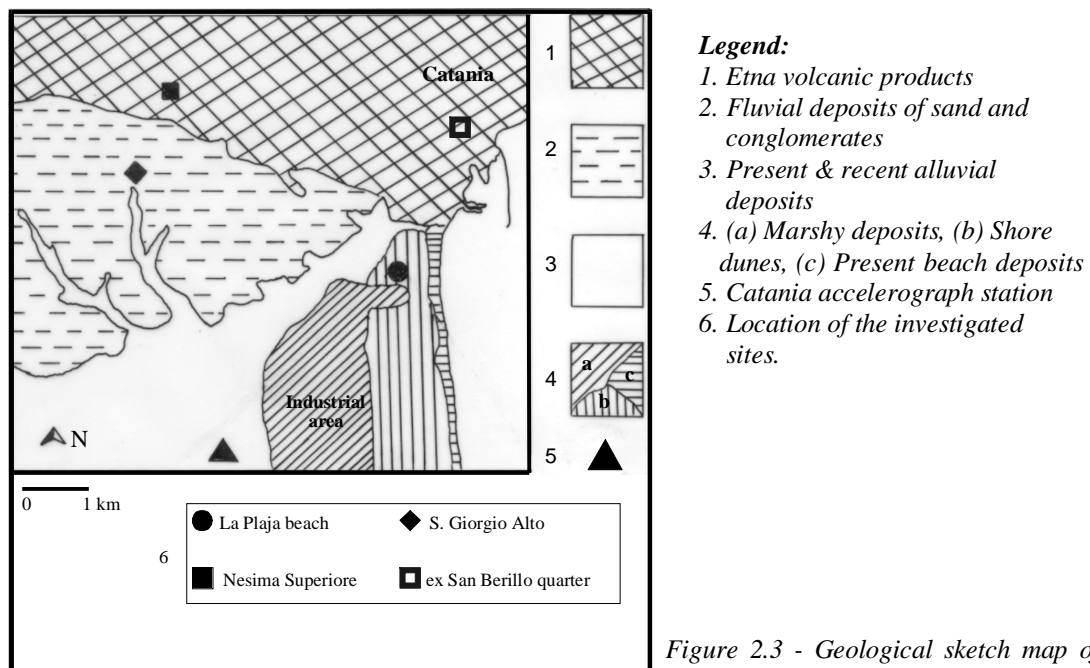 Catania
Industrial
area
N
0 1 km
1
2
3
4
a
c
b
5
6
La Plaja beach
S. Giorgio Alto
Nesima Superiore
ex San Berillo quarter
Legend:
1. Etna volcanic products
2. Fluvial deposits of sand and
conglomerates
3. Present & recent alluvial
deposits
4. (a) Marshy deposits, (b) Shore
dunes, (c) Present beach deposits
5. Catania accelerograph station
6. Location of the investigated
sites.
Figure 2.3 - Geological sketch map